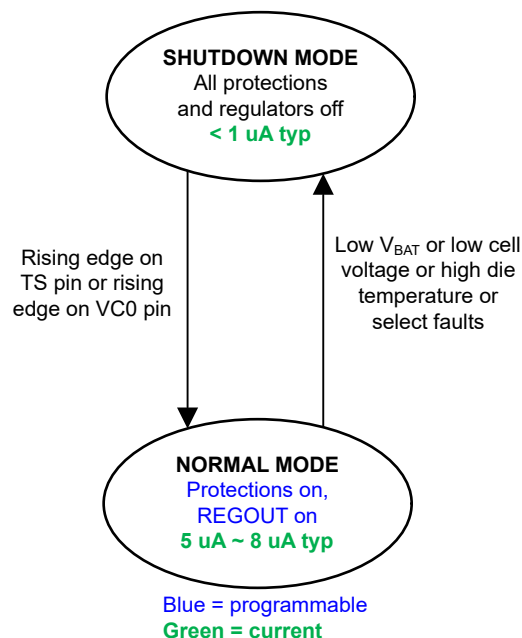 SHUTDOWN MODE
All protections
and regulators off
< 1 uA typ
Rising edge on
TS pin or rising
edge on VC0 pin
Low VBAT or low cell
voltage or high die
temperature or
select faults
NORMAL MODE
Protections on,
REGOUT on
5 uA ~ 8 uA typ
Blue = programmable
Green = current